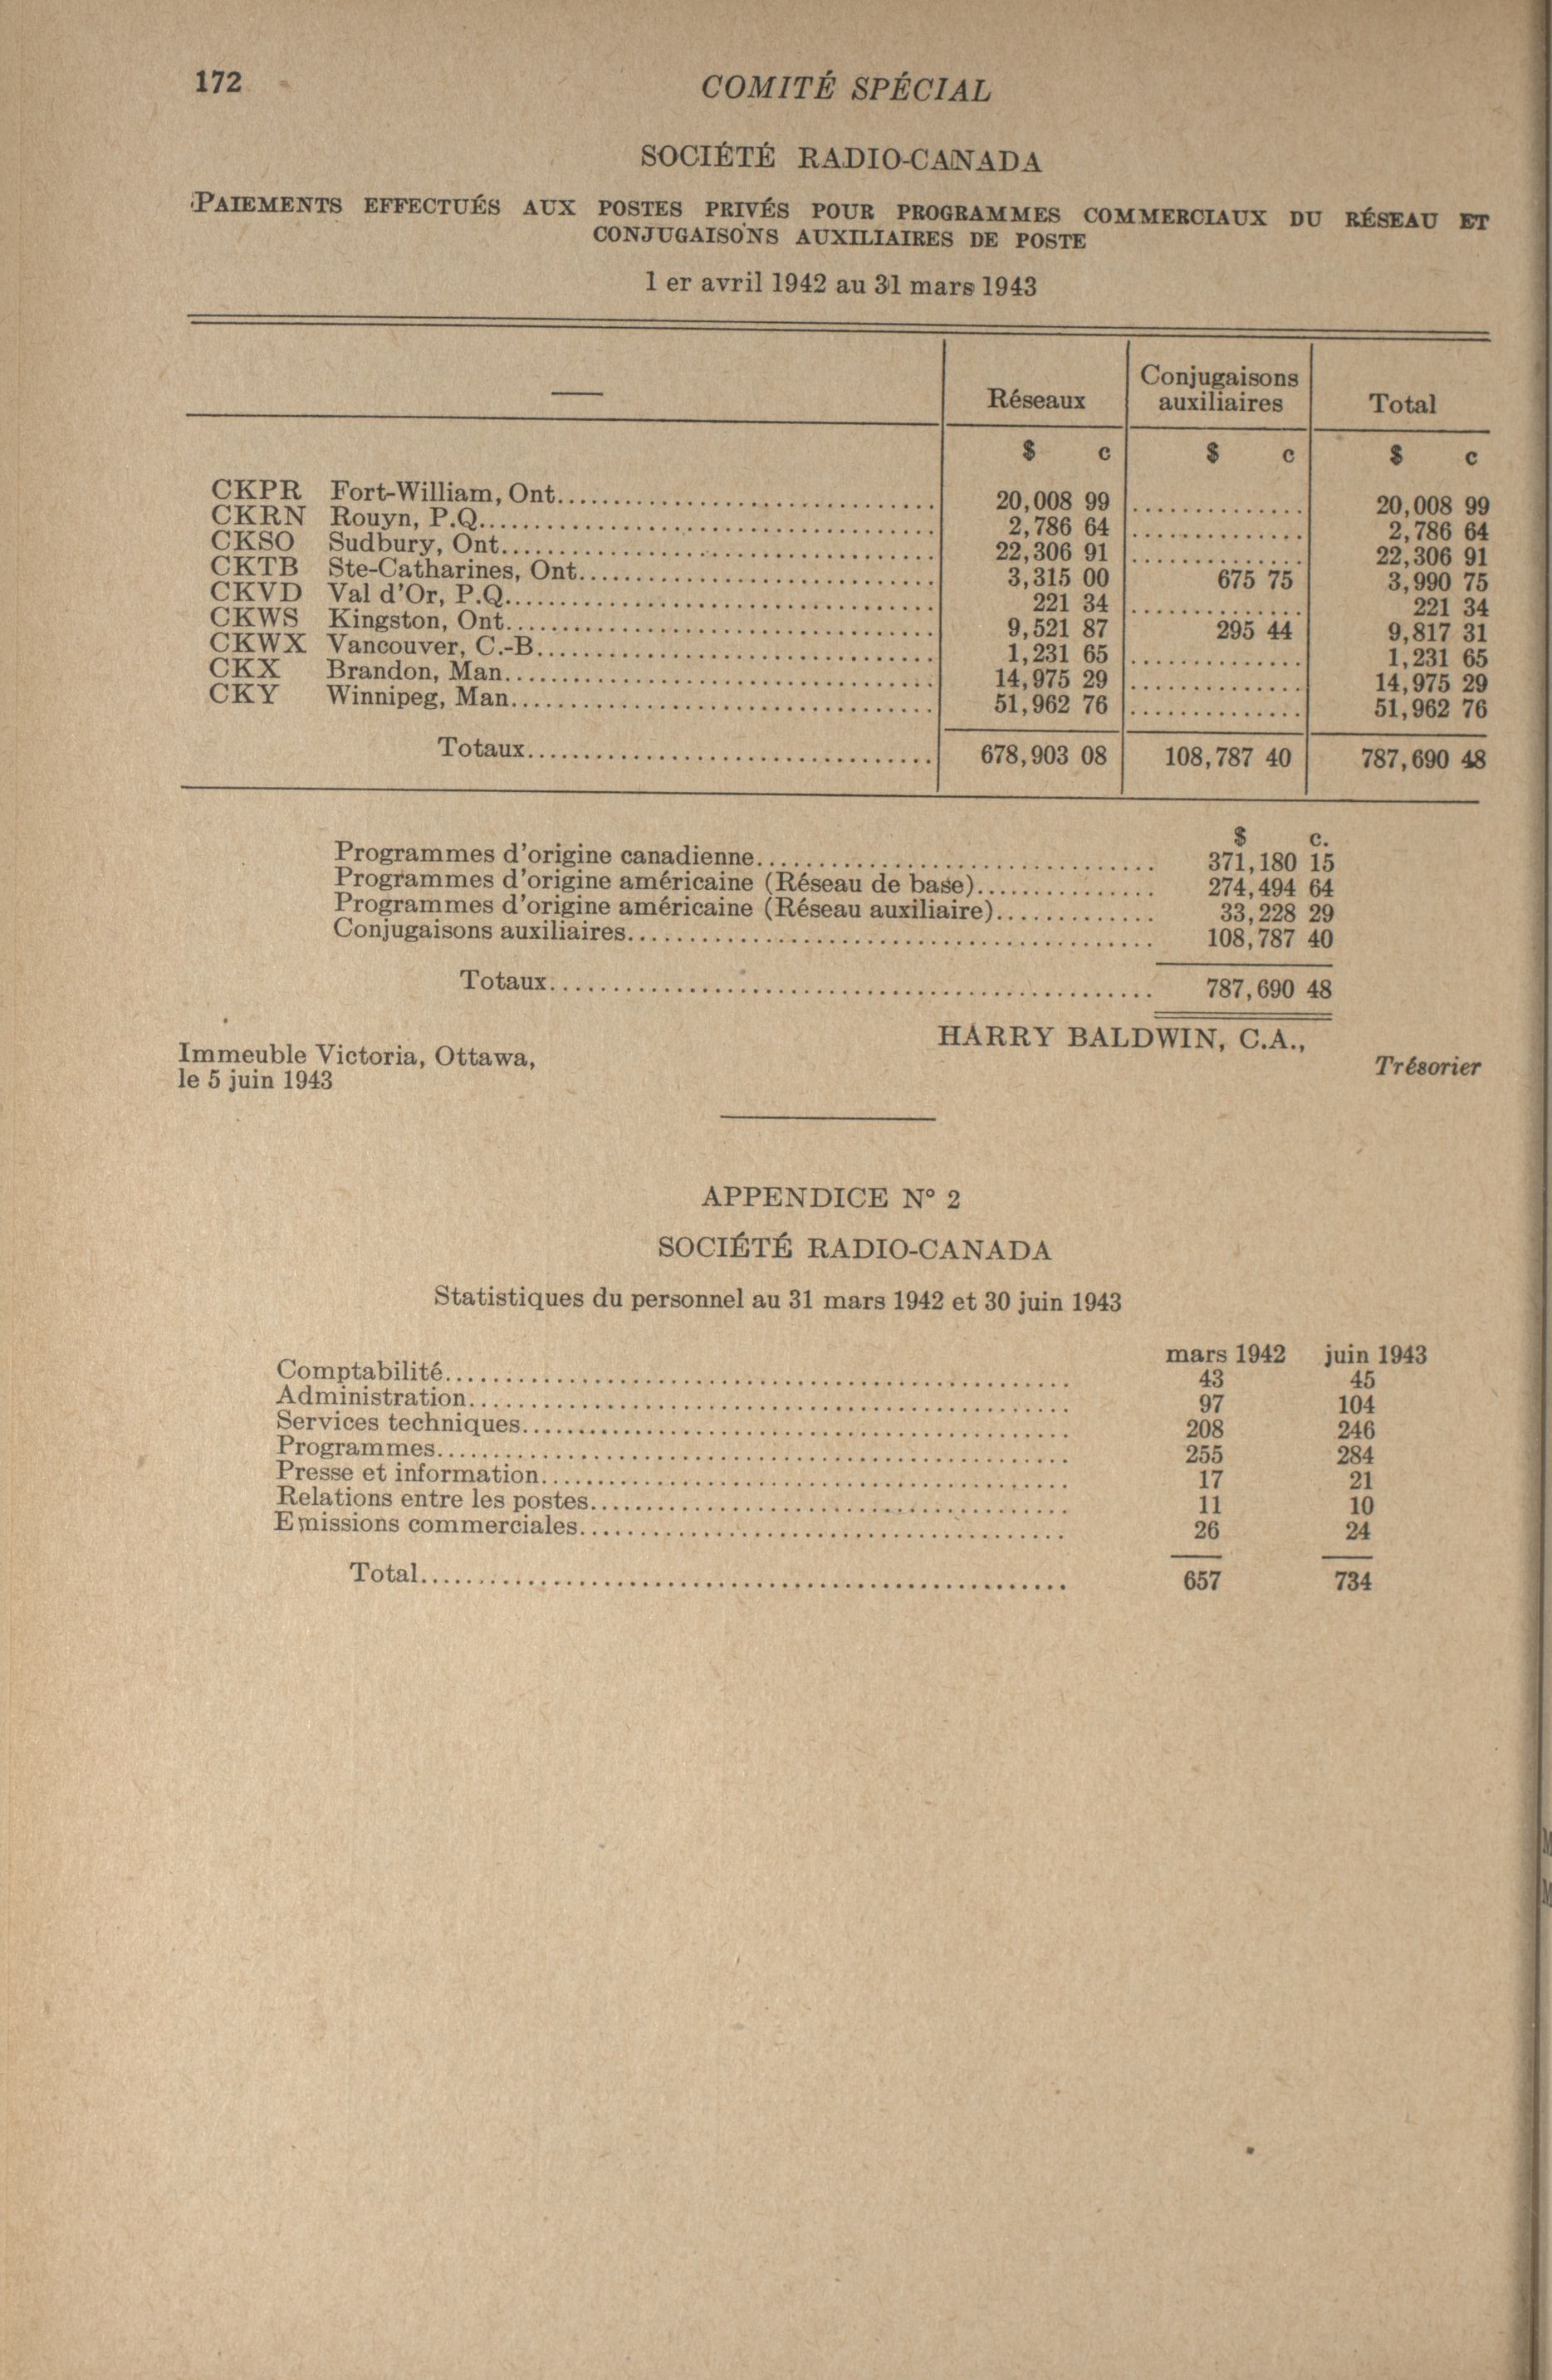 172
COMITÉ SPÉCIAL
SOCIÉTÉ RADIO-CANADA
PAIEMENTS EFFECTUÉS AUX POSTES PRIVÉS POUR PROGRAMMES COMMERCIAUX DU RÉSEAU ET
CONJUGAISONS AUXILIAIRES DE POSTE
1 er avril 1942 au 31 mars 1943
— Réseaux Conjugaisons auxiliaires Total
$ c $ c $ c
CKPR Fort-William, Ont. 20,008 99 20,008 99
CKRN Rouyn, P.Q. 2,786 64 2,786 64
CKSO Sudbury, Ont. 22,306 91 22,306 91
CKTB Ste-Catharines, Ont. 3,315 00 675 75 3,990 75
CKVD Val d'Or, P.Q. 221 34 221 34
CKWS Kingston, Ont. 9,521 87 295 44 9,817 31
CKWX Vancouver, C.-B. 1,231 65 1,231 65
CKX Brandon, Man. 14,975 29 14,975 29
CKY Winnipeg, Man. 51,962 76 51,962 76
Totaux 678,903 08 108,787 40 787,690 48
$ c.
Programmes d'origine canadienne 371,180 15
Programmes d'origine américaine (Réseau de base) 274,494 64
Programmes d'origine américaine (Réseau auxiliaire) 33,228 29
Conjugaisons auxiliaires 108,787 40
Totaux 787,690 48
HARRY BALDWIN, C.A.,
Trésorier
Immeuble Victoria, Ottawa,
le 5 juin 1943
APPENDICE N° 2
SOCIÉTÉ RADIO-CANADA
Statistiques du personnel au 31 mars 1942 et 30 juin 1943
mars 1942 juin 1943
Comptabilité 43 45
Administration 97 104
Services techniques 208 246
Programmes 255 284
Presse et information 17 21
Relations entre les postes 11 10
Emissions commerciales 26 24
Total 657 734